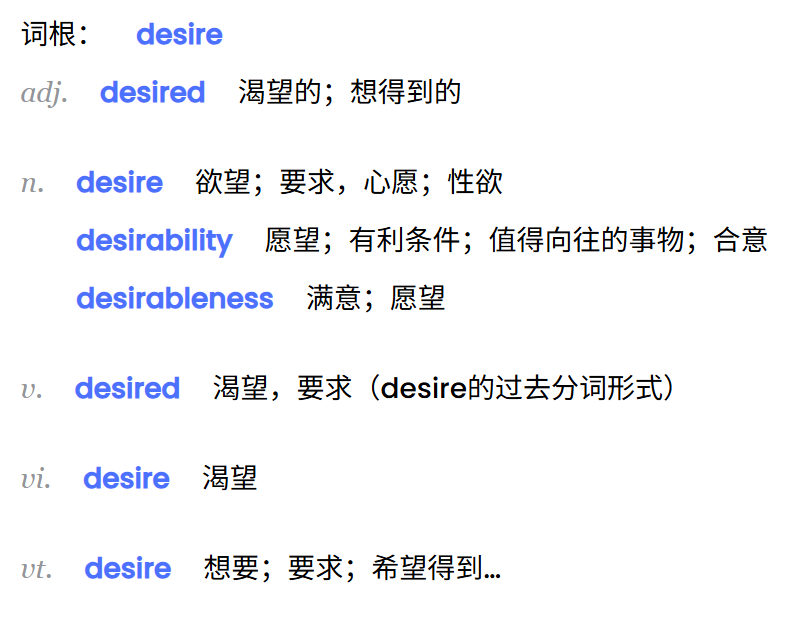 词根： desire
adj. desired 渴望的；想得到的
n. desire 欲望；要求，心愿；性欲
desirability 愿望；有利条件；值得向往的事物；合意
desirableness 满意；愿望
v. desired 渴望，要求（desire的过去分词形式）
vi. desire 渴望
vt. desire 想要；要求；希望得到…